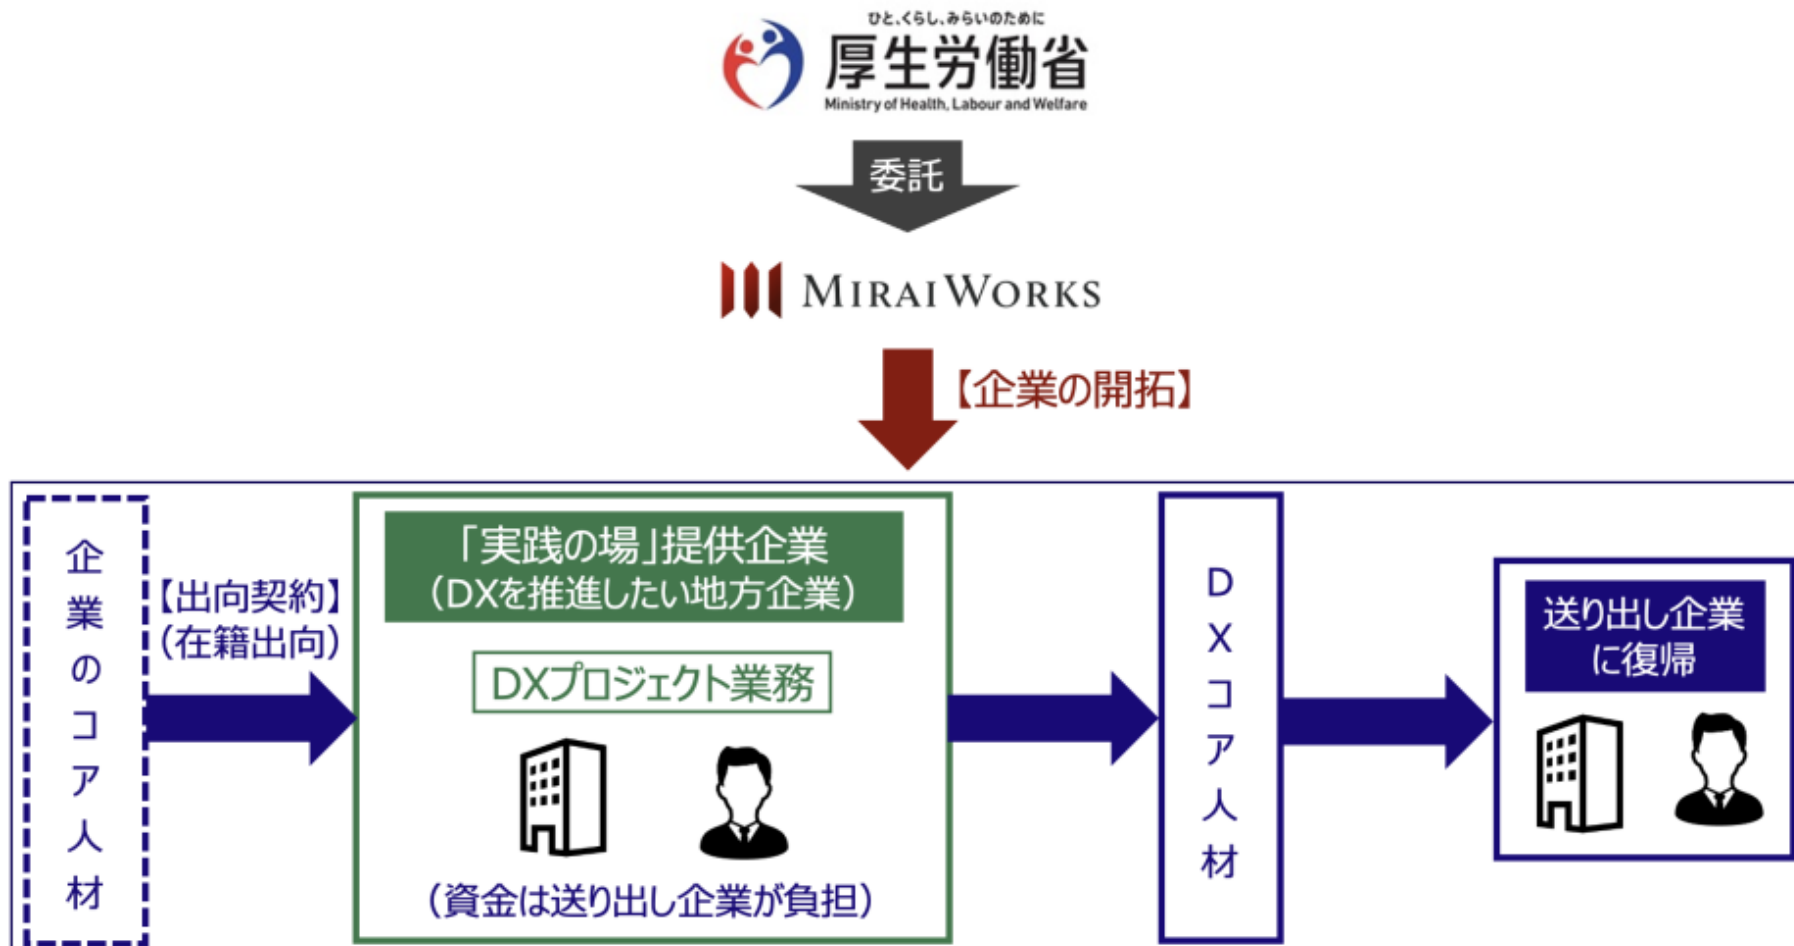 ひと、くらし、みらいのために
厚生労働省
Ministry of Health, Labour and Welfare
委託
MIRAIWORKS
【企業の開拓】
企業のコア人材
【出向契約】
（在籍出向）
「実践の場」提供企業
（DXを推進したい地方企業）
DXプロジェクト業務
（資金は送り出し企業が負担）
DXコア人材
送り出し企業
に復帰